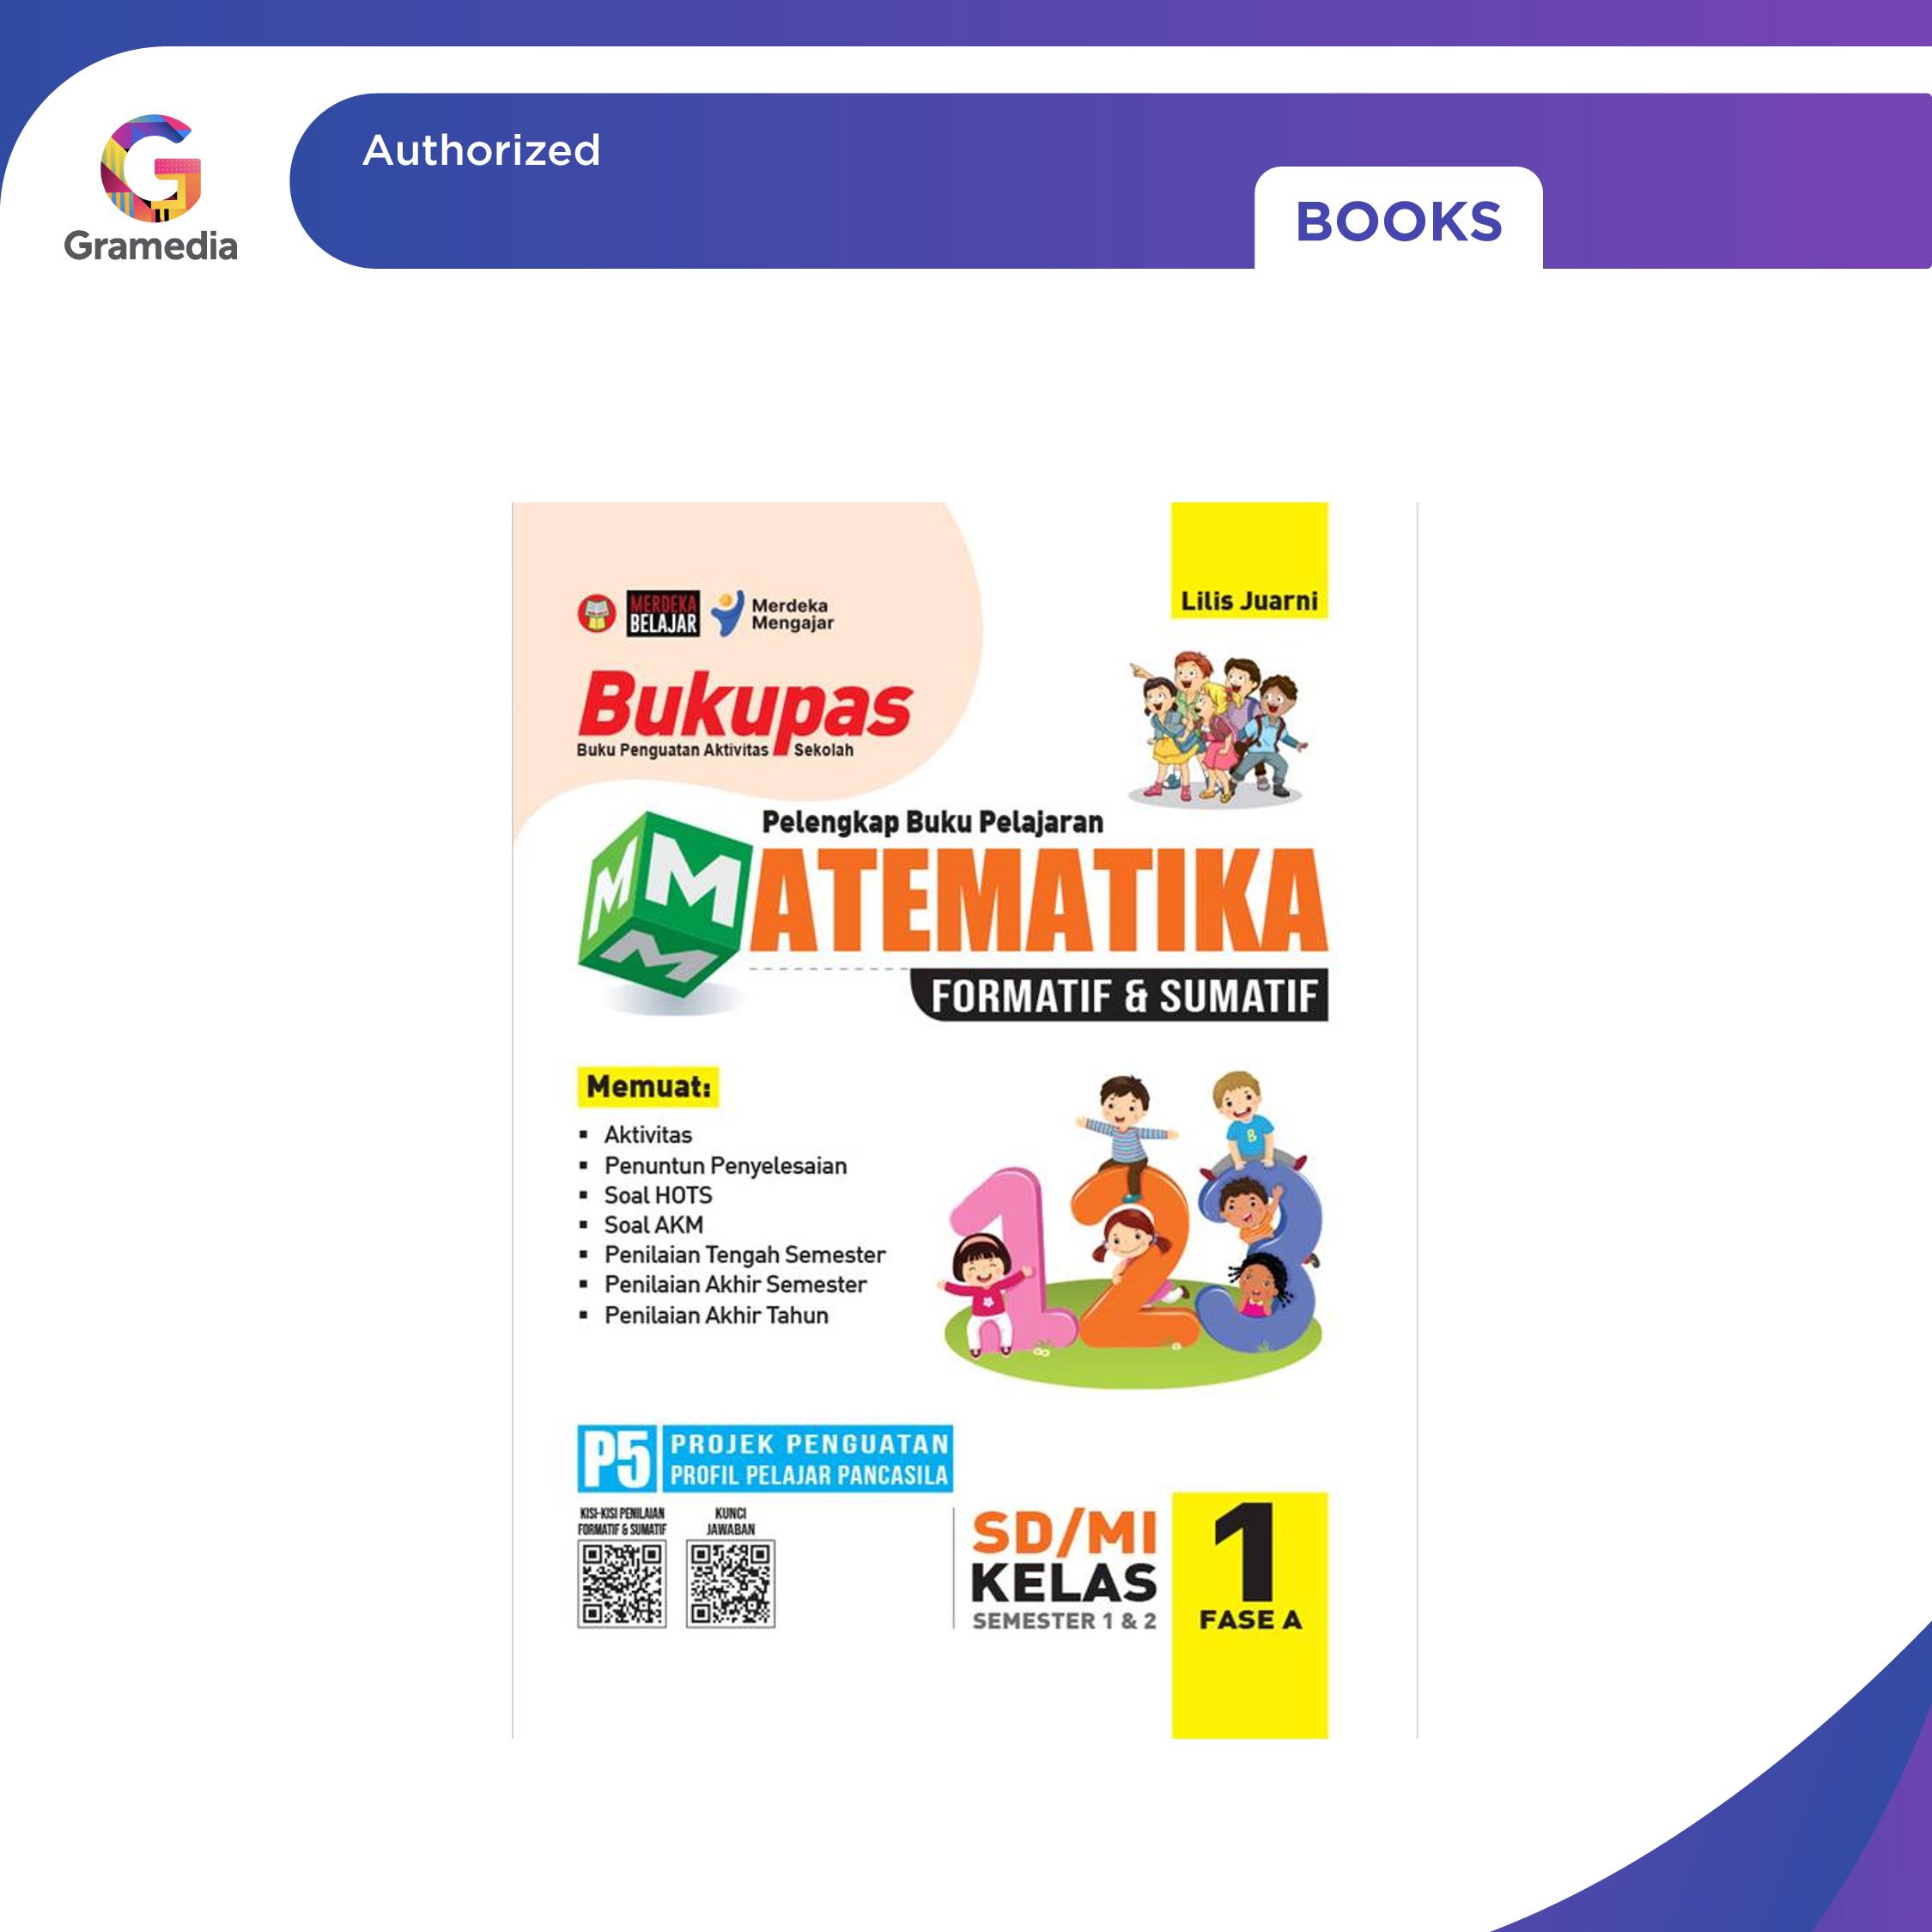 Gramedia
Authorized
BOOKS
Lilis Juarni
MERDEKA
BELAJAR
Merdeka
Mengajar
Bukupas
Buku Penguatan Aktivitas Sekolah
Pelengkap Buku Pelajaran
MATEMATIKA
M
M
FORMATIF & SUMATIF
Memuat:
▪ Aktivitas
▪ Penuntun Penyelesaian
▪ Soal HOTS
▪ Soal AKM
▪ Penilaian Tengah Semester
▪ Penilaian Akhir Semester
▪ Penilaian Akhir Tahun
B
1 2 3
P5 PROJEK PENGUATAN
PROFIL PELAJAR PANCASILA
KISI-KISI PENILAIAN
FORMATIF & SUMATIF
KUNCI
JAWABAN
SD/MI
KELAS
SEMESTER 1 & 2
1
FASE A